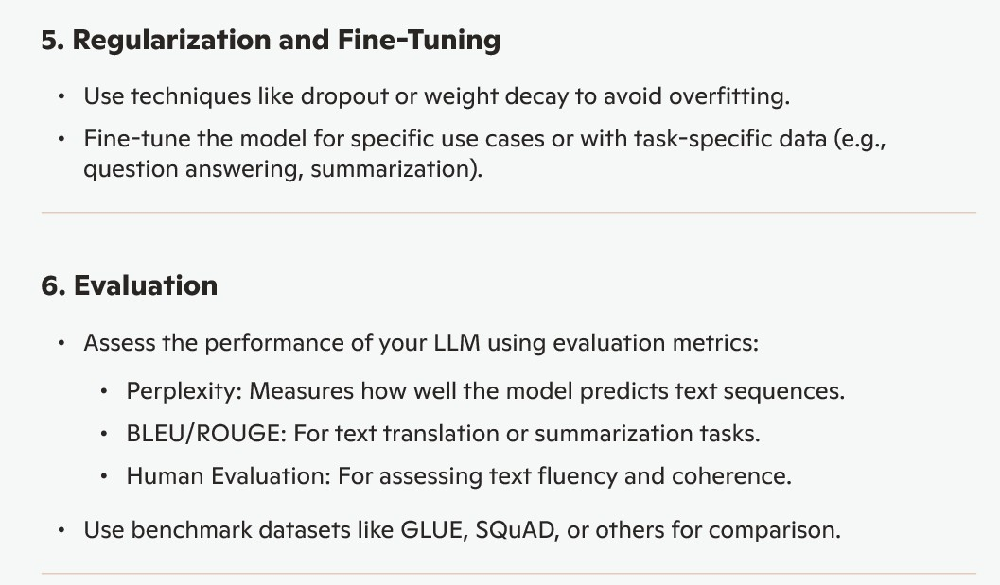 5. Regularization and Fine-Tuning
• Use techniques like dropout or weight decay to avoid overfitting.
• Fine-tune the model for specific use cases or with task-specific data (e.g.,
question answering, summarization).
6. Evaluation
• Assess the performance of your LLM using evaluation metrics:
• Perplexity: Measures how well the model predicts text sequences.
• BLEU/ROUGE: For text translation or summarization tasks.
• Human Evaluation: For assessing text fluency and coherence.
• Use benchmark datasets like GLUE, SQuAD, or others for comparison.